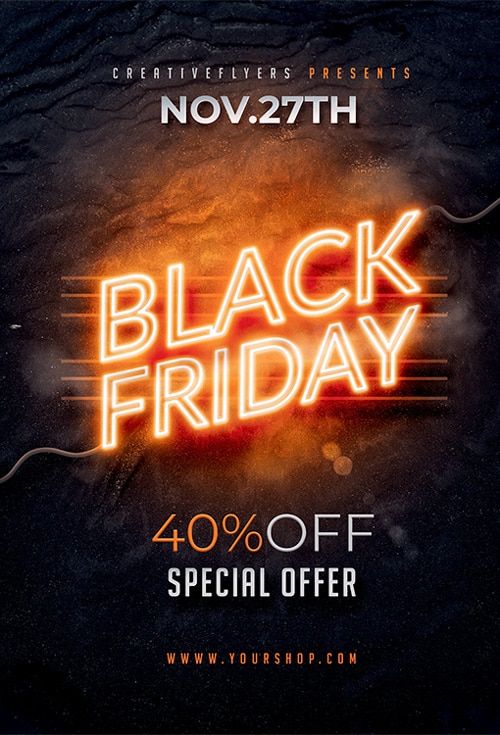 CREATIVEFLYERS PRESENTS
NOV.27TH
BLACK
FRIDAY
40%OFF
SPECIAL OFFER
WWW.YOURSHOP.COM